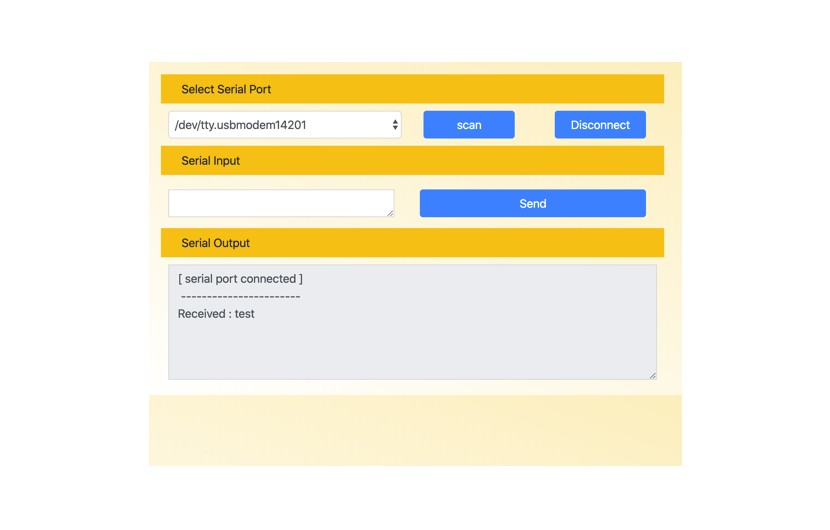 Select Serial Port
/dev/tty.usbmodem14201 scan Disconnect
Serial Input
Send
Serial Output
[ serial port connected ]
-----------------------
Received : test